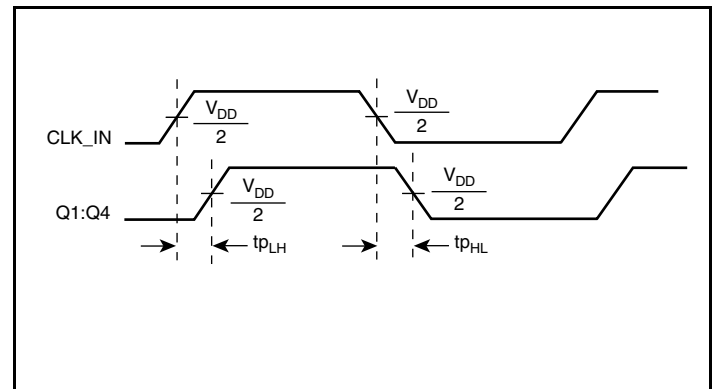 CLK_IN
V_DD
2
V_DD
2
Q1:Q4
V_DD
2
V_DD
2
tp_LH
tp_HL